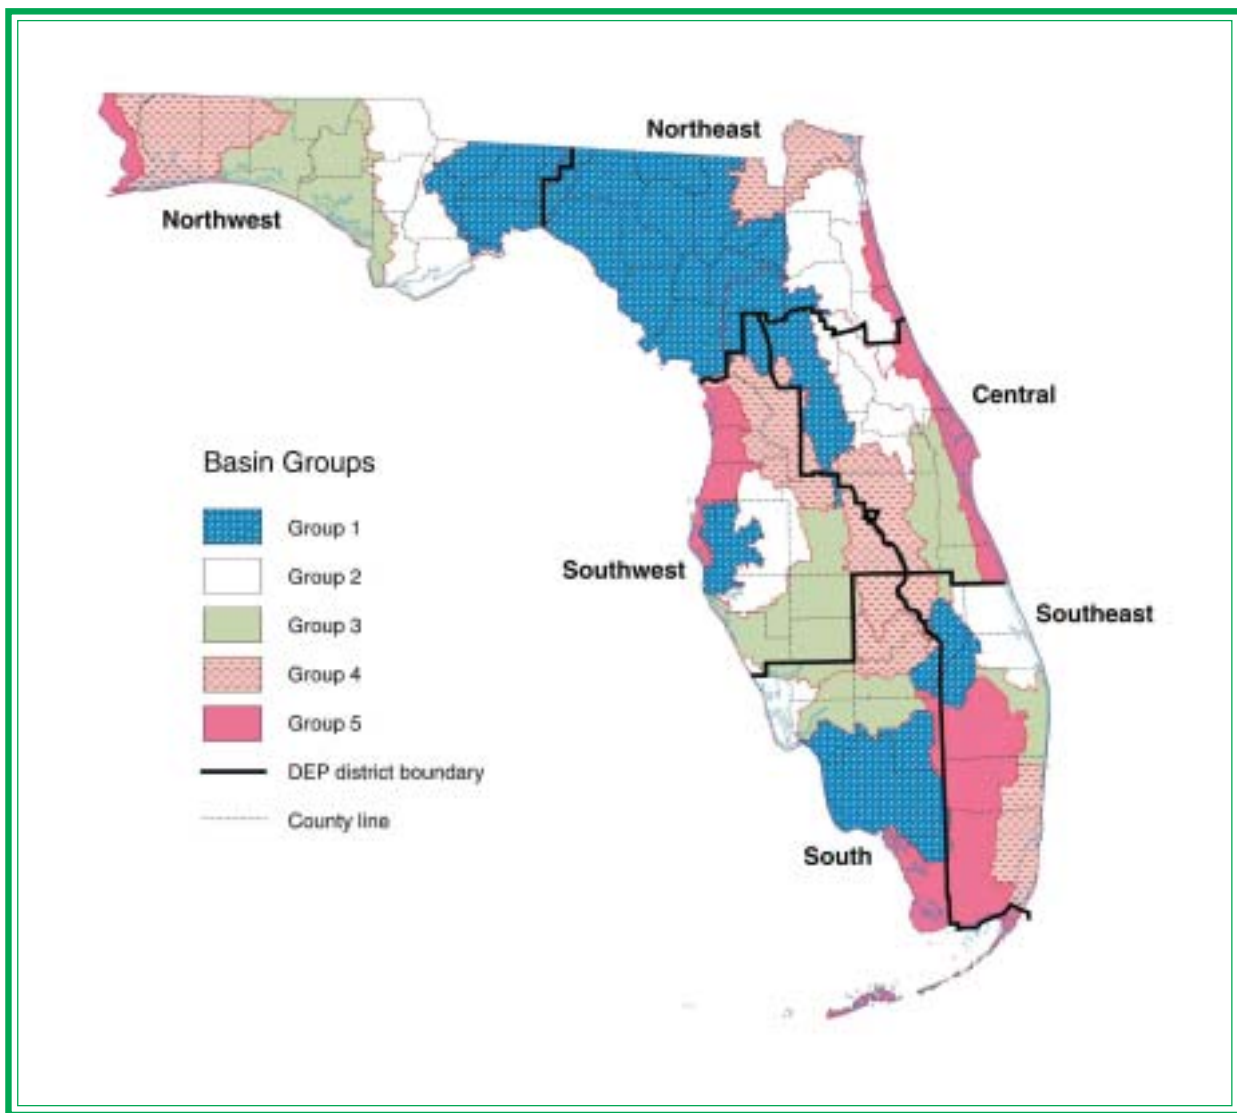 Northeast
Northwest
Central
Basin Groups
Group 1
Group 2
Group 3
Group 4
Group 5
DEP district boundary
County line
Southwest
Southeast
South